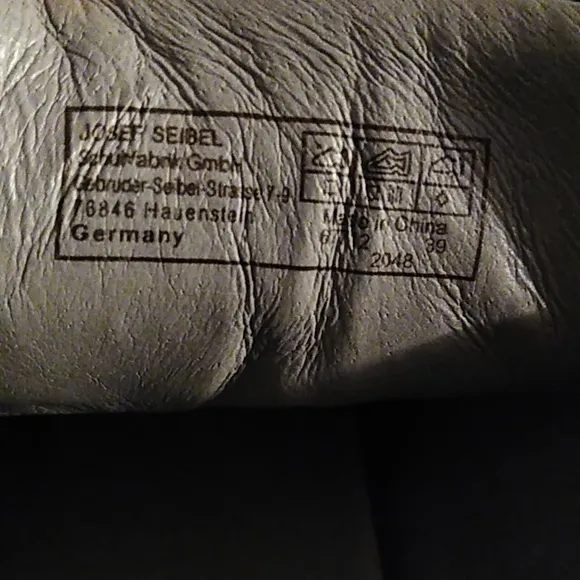 JOSEF SEIBEL
Schuhfabrik GmbH
Gebrüder-Seibel-Strasse 7-9
76846 Hauenstein
Germany
Made in China
39
2048